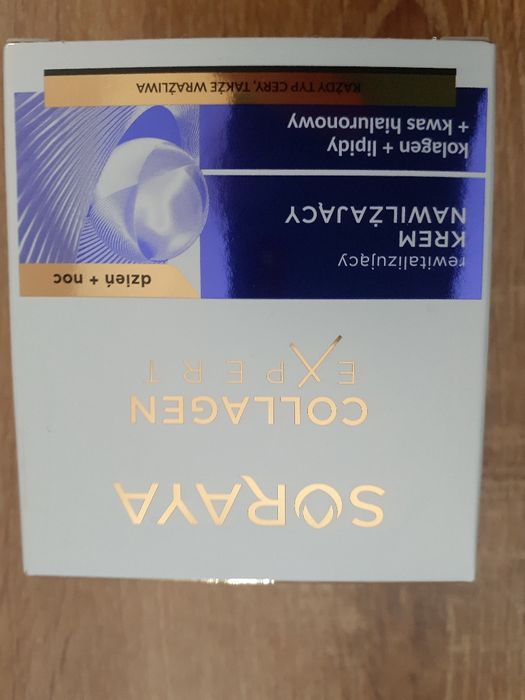 SORAYA
COLLAGEN
EXPERT
dzień + noc
rewitalizujący
KREM
NAWILŻAJĄCY
kolagen + lipidy
+ kwas hialuronowy
KAŻDY TYP CERY, TAKŻE WRAŻLIWA